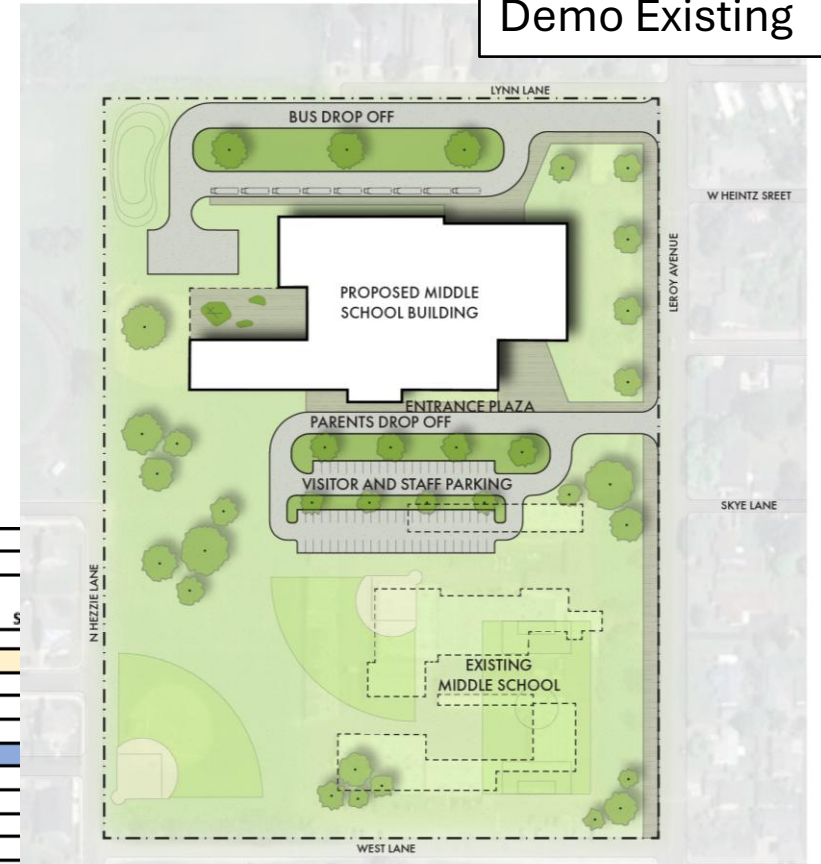 Demo Existing
LYNN LANE
BUS DROP OFF
W HEINTZ SREET
LEROY AVENUE
PROPOSED MIDDLE
SCHOOL BUILDING
ENTRANCE PLAZA
PARENTS DROP OFF
VISITOR AND STAFF PARKING
SKYE LANE
N HEZZIE LANE
EXISTING
MIDDLE SCHOOL
WEST LANE